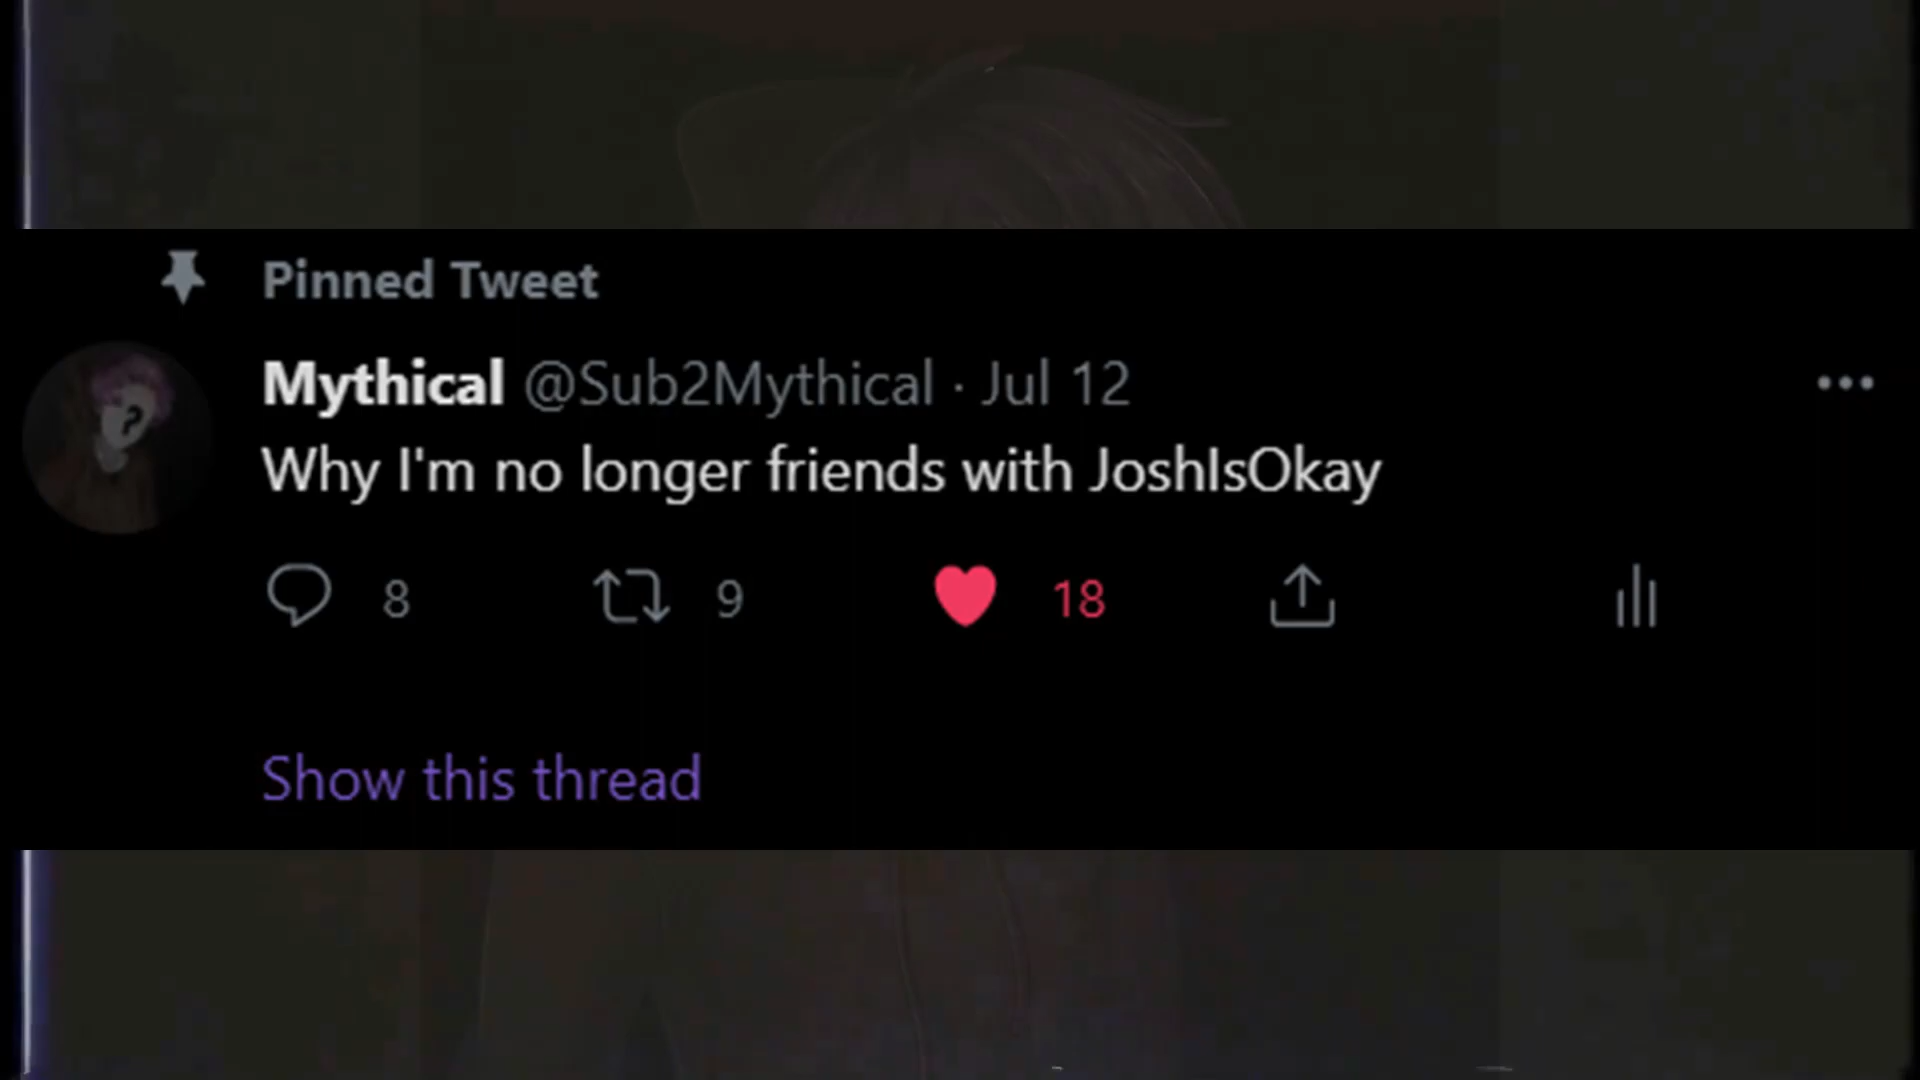 Pinned Tweet
Mythical @Sub2Mythical · Jul 12
Why I'm no longer friends with JoshIsOkay
8 9 18
Show this thread